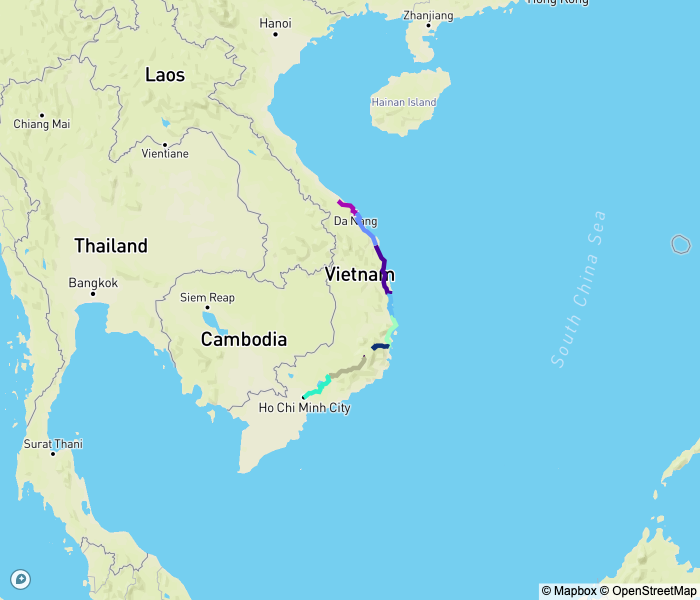 Hong Kong
Zhanjiang
Hanoi
Laos
Hainan Island
Chiang Mai
Vientiane
Da Nang
Thailand
Vietnam
South China Sea
Bangkok
Siem Reap
Cambodia
Ho Chi Minh City
Surat Thani
© Mapbox © OpenStreetMap